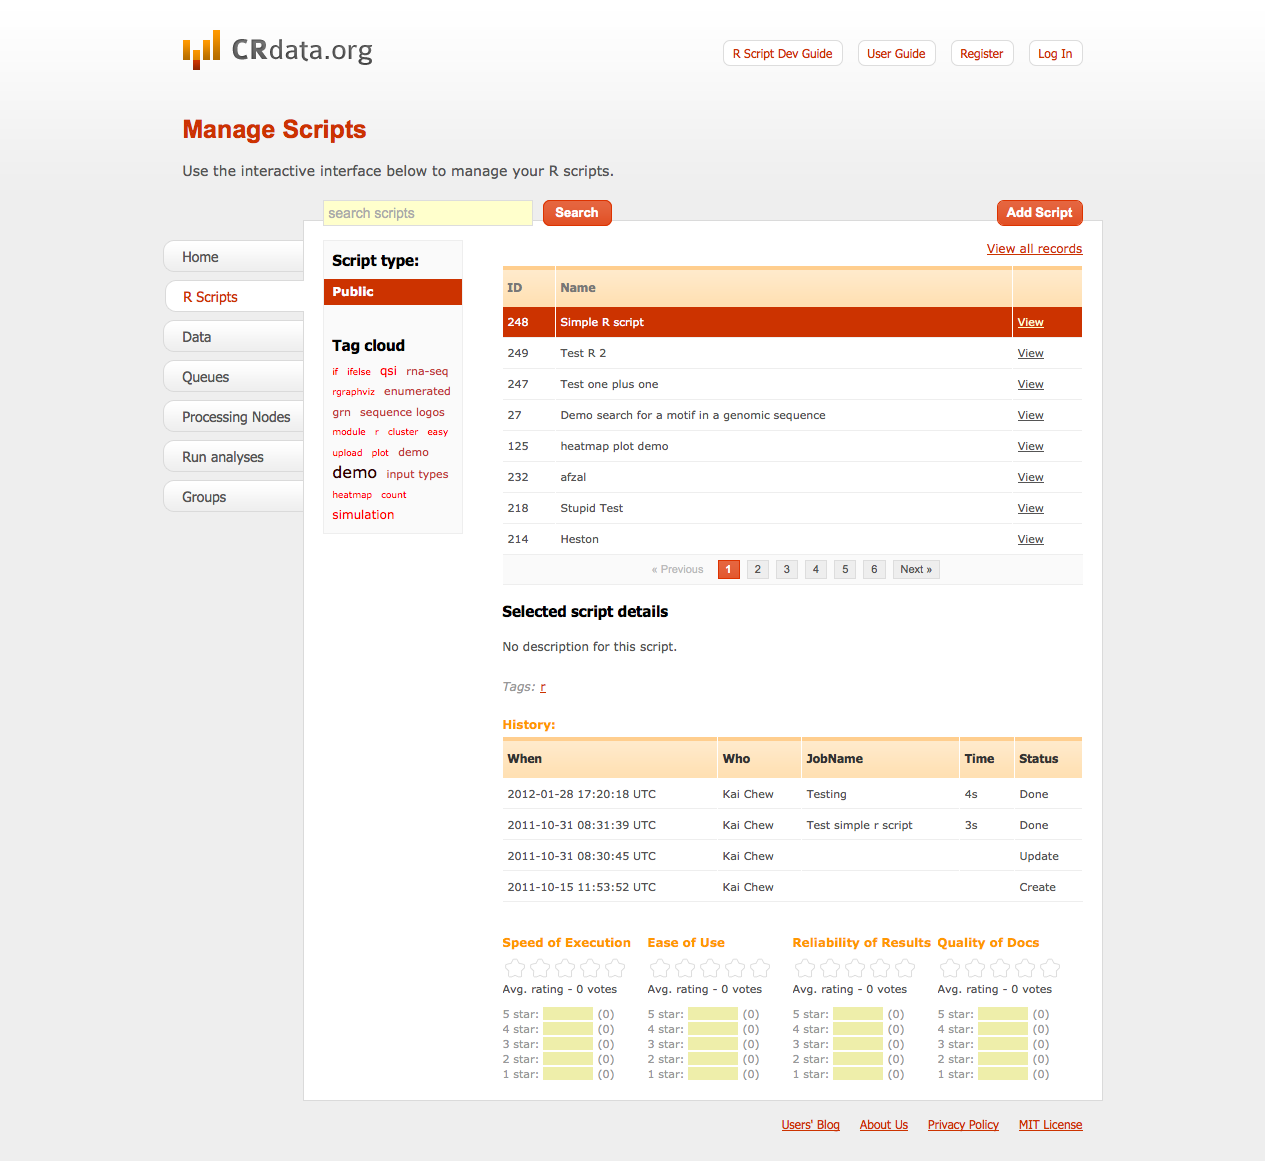 CRdata.org
R Script Dev Guide User Guide Register Log In
Manage Scripts
Use the interactive interface below to manage your R scripts.
search scripts Search Add Script
View all records
Home
R Scripts
Data
Queues
Processing Nodes
Run analyses
Groups
Script type:
Public
Tag cloud
if ifelse qsi rna-seq
rgraphviz enumerated
grn sequence logos
module r cluster easy
upload plot demo
demo input types
heatmap count
simulation
ID Name
248 Simple R script View
249 Test R 2 View
247 Test one plus one View
27 Demo search for a motif in a genomic sequence View
125 heatmap plot demo View
232 afzal View
218 Stupid Test View
214 Heston View
« Previous 1 2 3 4 5 6 Next »
Selected script details
No description for this script.
Tags: r
History:
When Who JobName Time Status
2012-01-28 17:20:18 UTC Kai Chew Testing 4s Done
2011-10-31 08:31:39 UTC Kai Chew Test simple r script 3s Done
2011-10-31 08:30:45 UTC Kai Chew Update
2011-10-15 11:53:52 UTC Kai Chew Create
Speed of Execution Ease of Use Reliability of Results Quality of Docs
Avg. rating - 0 votes Avg. rating - 0 votes Avg. rating - 0 votes Avg. rating - 0 votes
5 star: (0) 5 star: (0) 5 star: (0) 5 star: (0)
4 star: (0) 4 star: (0) 4 star: (0) 4 star: (0)
3 star: (0) 3 star: (0) 3 star: (0) 3 star: (0)
2 star: (0) 2 star: (0) 2 star: (0) 2 star: (0)
1 star: (0) 1 star: (0) 1 star: (0) 1 star: (0)
Users' Blog About Us Privacy Policy MIT License